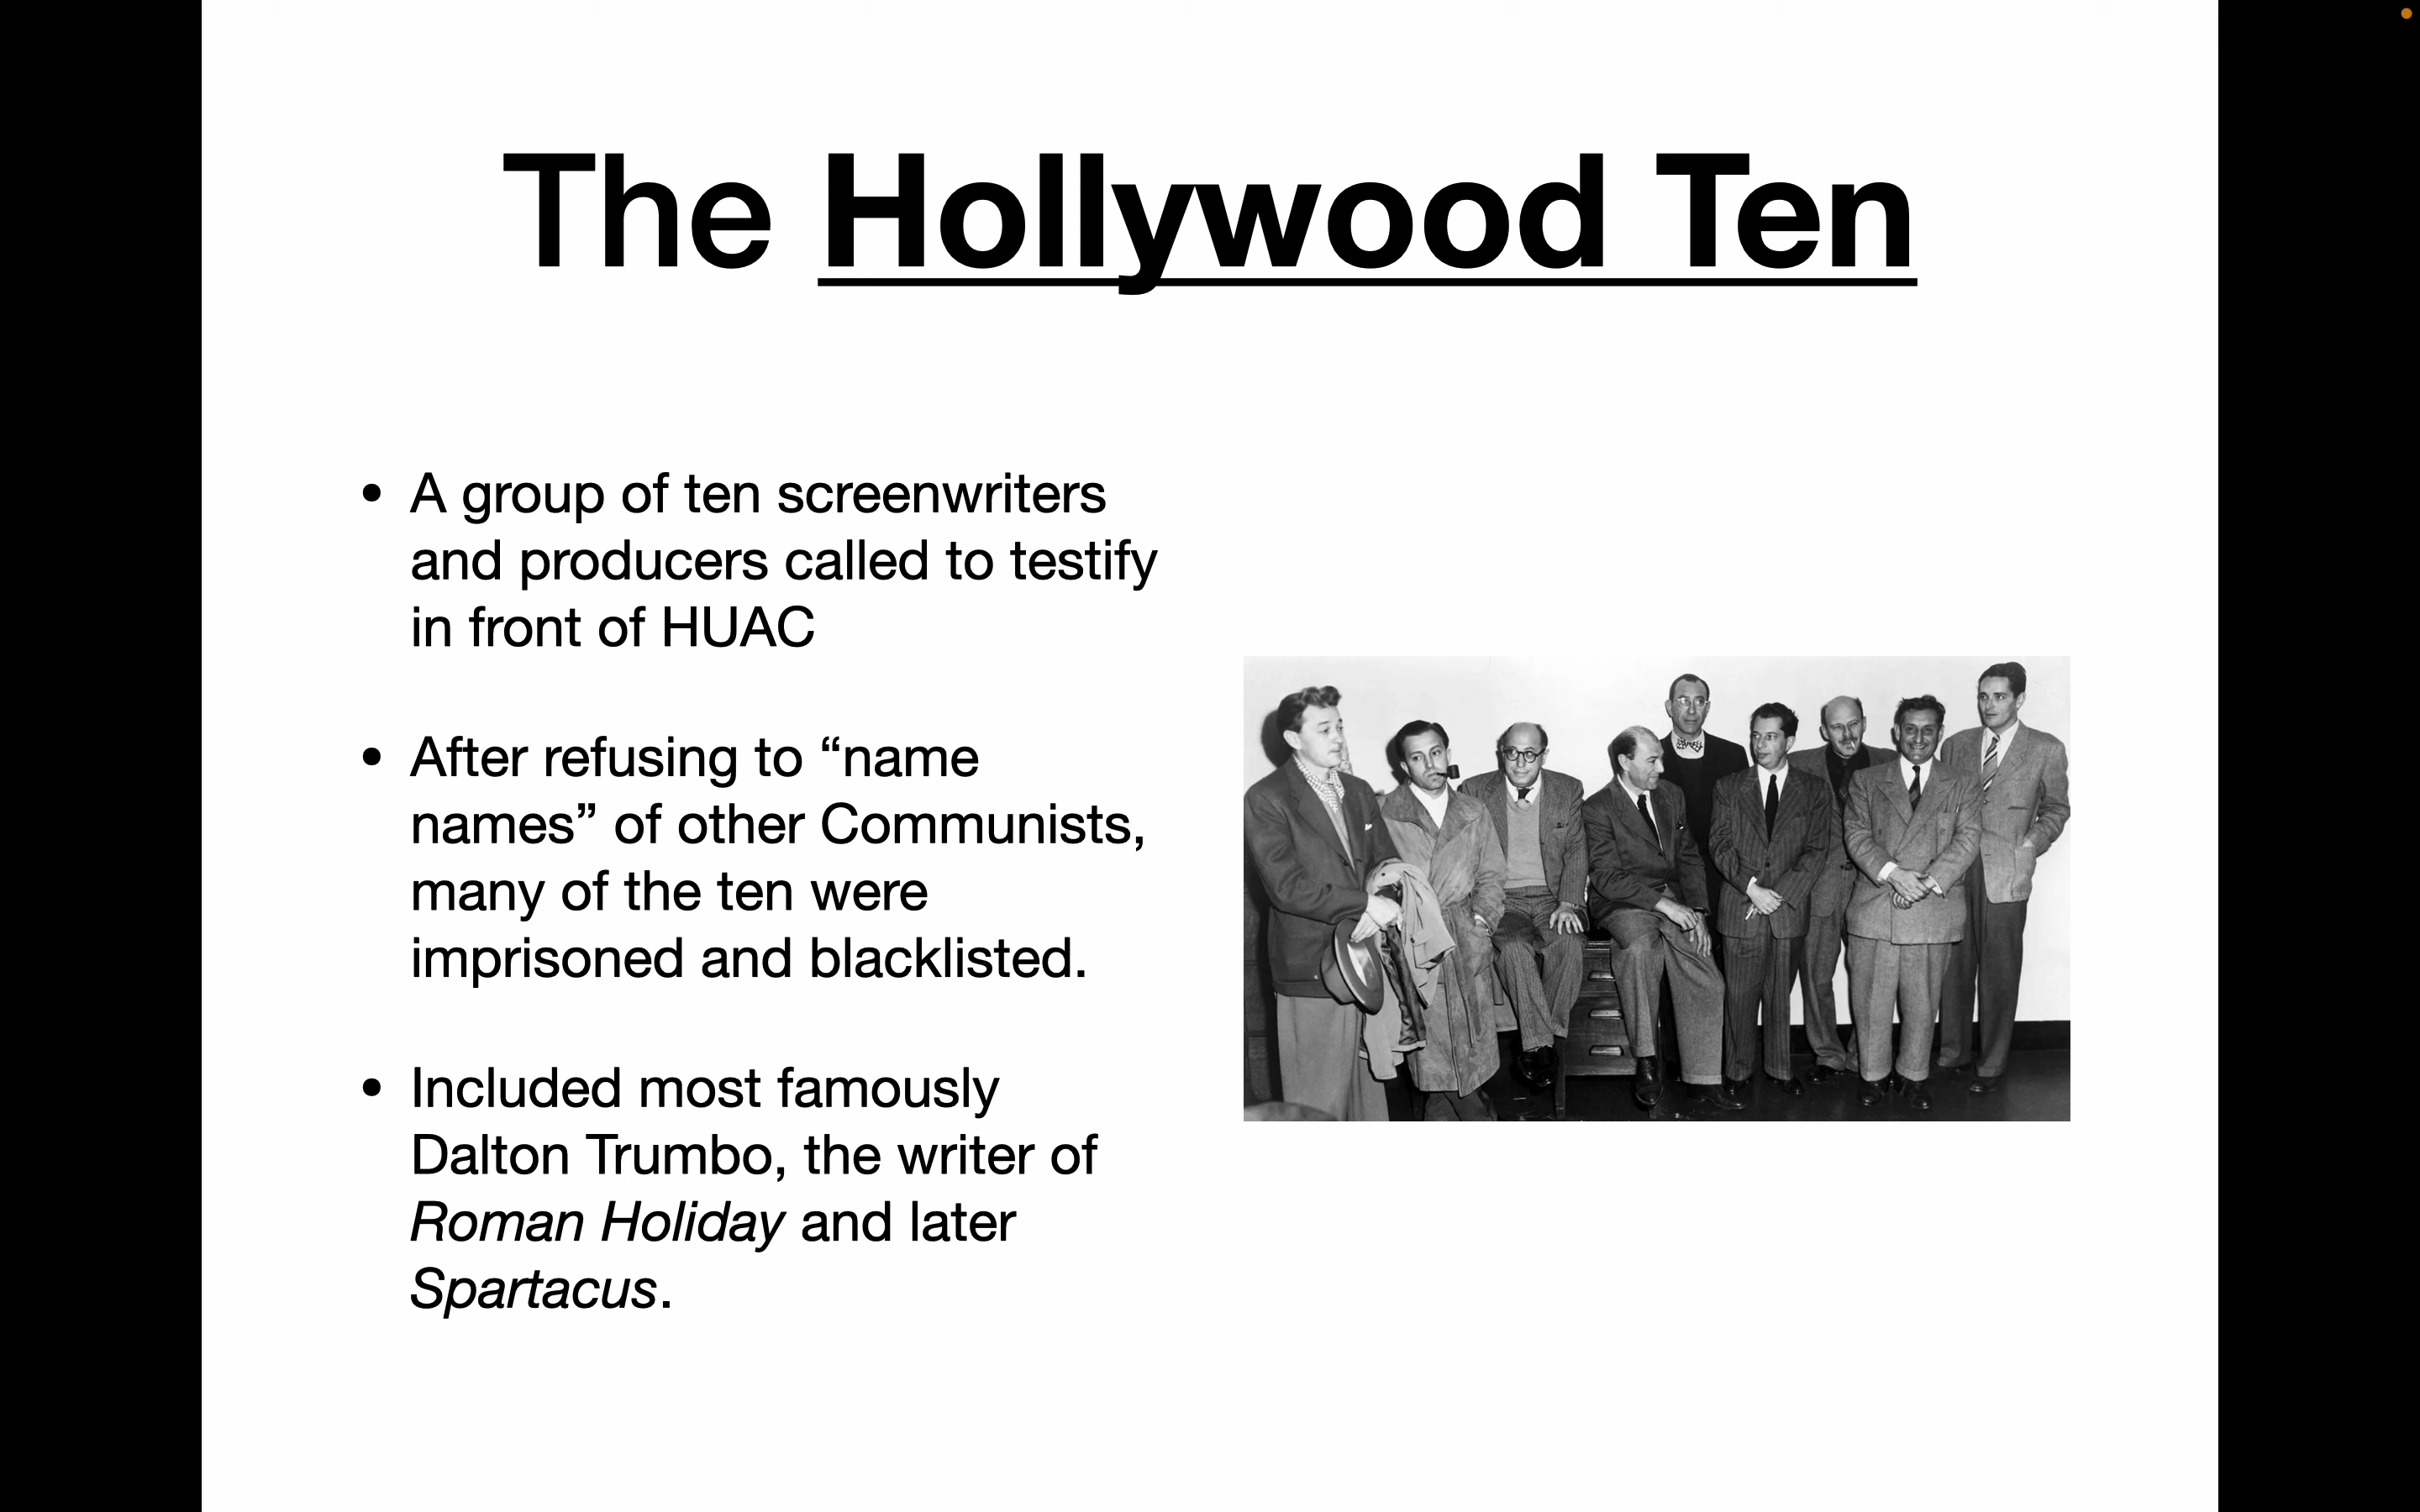 The Hollywood Ten
• A group of ten screenwriters
and producers called to testify
in front of HUAC
• After refusing to “name
names” of other Communists,
many of the ten were
imprisoned and blacklisted.
• Included most famously
Dalton Trumbo, the writer of
Roman Holiday and later
Spartacus.